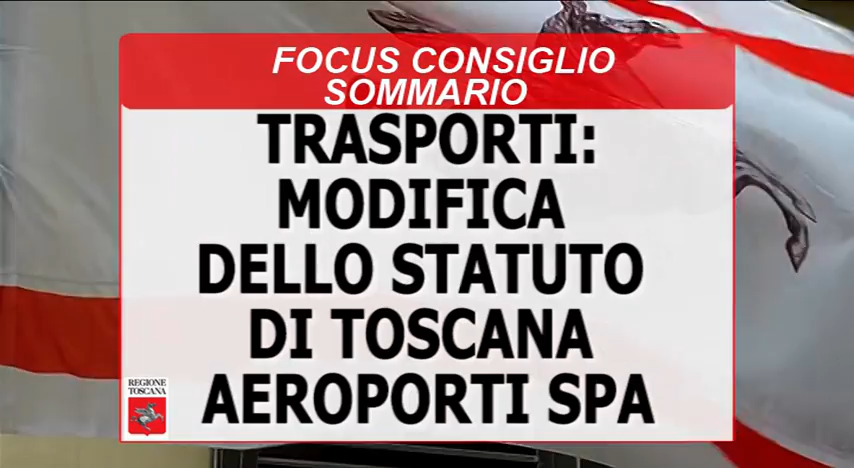 FOCUS CONSIGLIO
SOMMARIO
TRASPORTI:
MODIFICA
DELLO STATUTO
DI TOSCANA
AEROPORTI SPA
REGIONE
TOSCANA